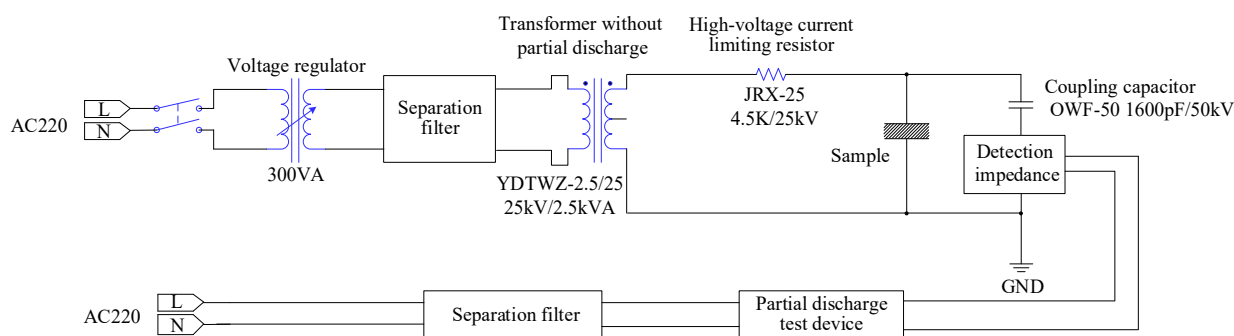 Transformer without
partial discharge
High-voltage current
limiting resistor
Voltage regulator
Coupling capacitor
OWF-50 1600pF/50kV
L
AC220
N
Separation
filter
JRX-25
4.5K/25kV
Sample
Detection
impedance
300VA
YDTWZ-2.5/25
25kV/2.5kVA
GND
L
AC220
N
Separation filter
Partial discharge
test device